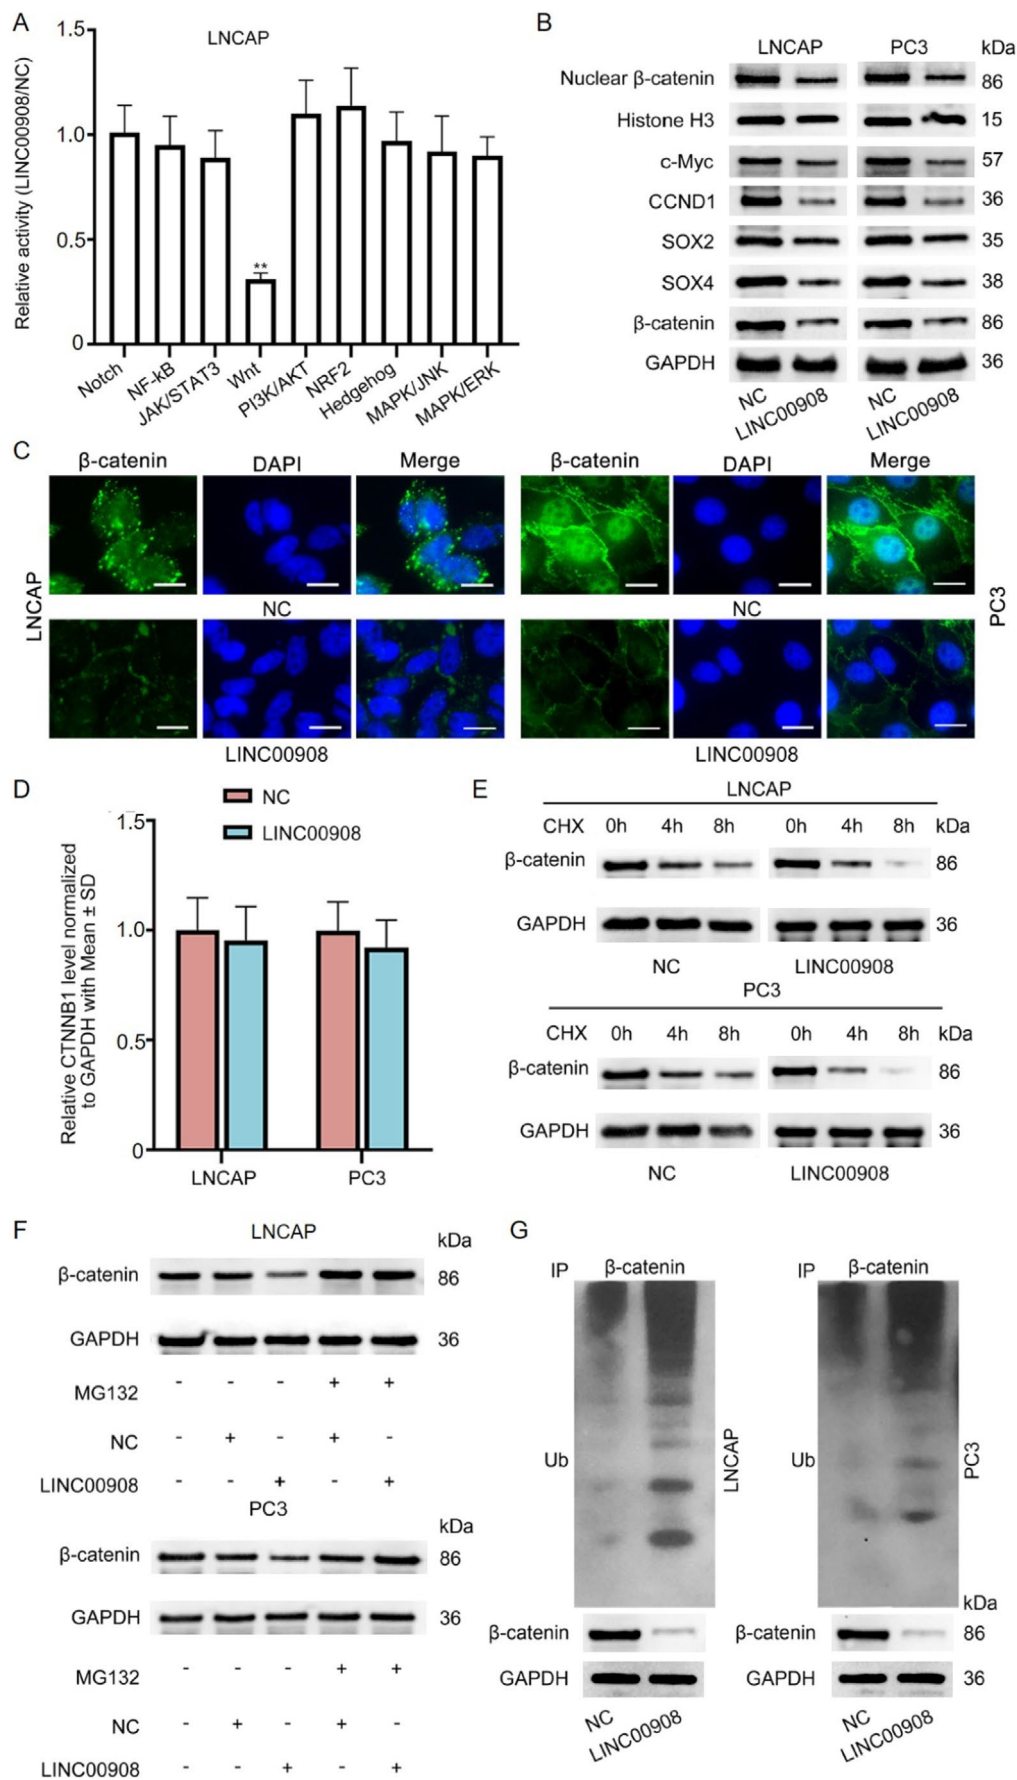 A
LNCAP
Relative activity (LINC00908/NC)
1.5
1.0
0.5
0
**
Notch
NF-kB
JAK/STAT3
Wnt
PI3K/AKT
NRF2
Hedgehog
MAPK/JNK
MAPK/ERK
B
LNCAP PC3 kDa
Nuclear β-catenin 86
Histone H3 15
c-Myc 57
CCND1 36
SOX2 35
SOX4 38
β-catenin 86
GAPDH 36
NC LINC00908 NC LINC00908
C
β-catenin DAPI Merge β-catenin DAPI Merge
LNCAP
NC NC
PC3
LINC00908 LINC00908
D
NC
LINC00908
Relative CTNNB1 level normalized
to GAPDH with Mean ± SD
1.5
1.0
0.5
0
LNCAP PC3
E
LNCAP
CHX 0h 4h 8h 0h 4h 8h kDa
β-catenin 86
GAPDH 36
NC LINC00908
PC3
CHX 0h 4h 8h 0h 4h 8h kDa
β-catenin 86
GAPDH 36
NC LINC00908
F
LNCAP
kDa
β-catenin 86
GAPDH 36
MG132 - - - + +
NC - + - + -
LINC00908 - - + - +
PC3
kDa
β-catenin 86
GAPDH 36
MG132 - - - + +
NC - + - + -
LINC00908 - - + - +
G
IP β-catenin IP β-catenin
Ub LNCAP Ub PC3
kDa
β-catenin β-catenin 86
GAPDH GAPDH 36
NC LINC00908 NC LINC00908